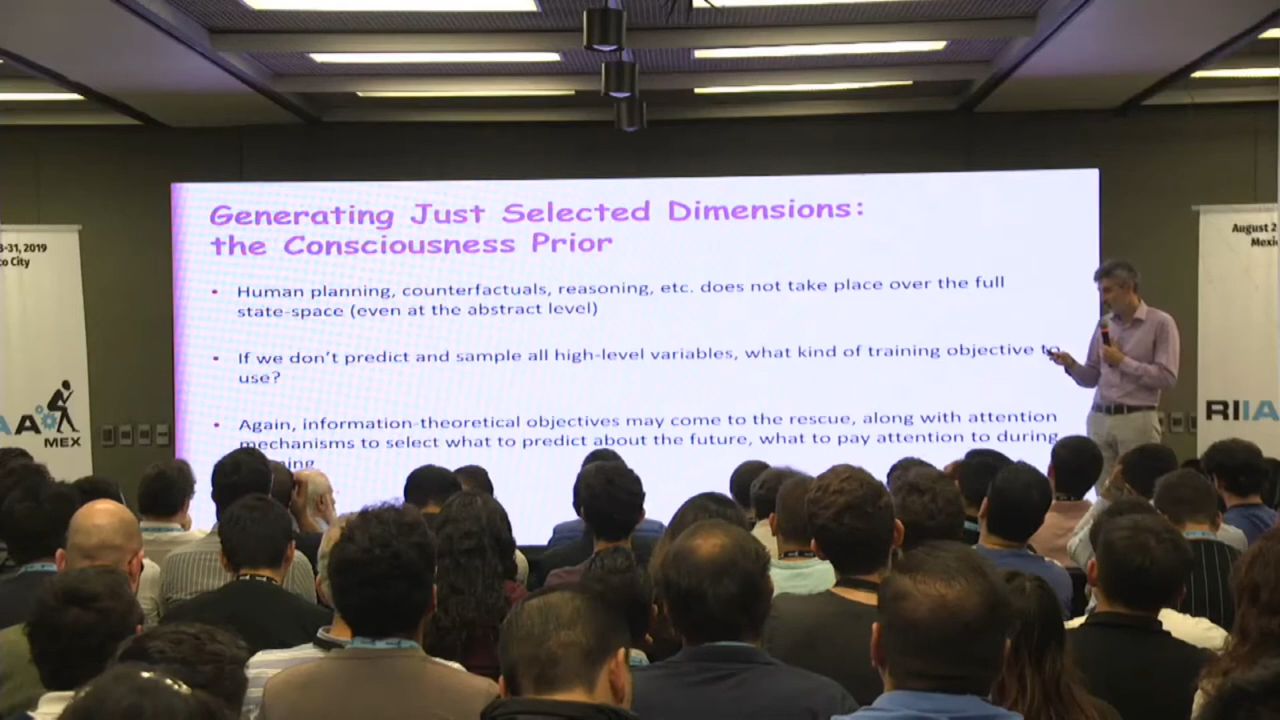 Generating Just Selected Dimensions:
the Consciousness Prior
• Human planning, counterfactuals, reasoning, etc. does not take place over the full
state-space (even at the abstract level)
• If we don't predict and sample all high-level variables, what kind of training objective to
use?
• Again, information-theoretical objectives may come to the rescue, along with attention
mechanisms to select what to predict about the future, what to pay attention to during
-31, 2019
City
MEX
August 2
RIIA